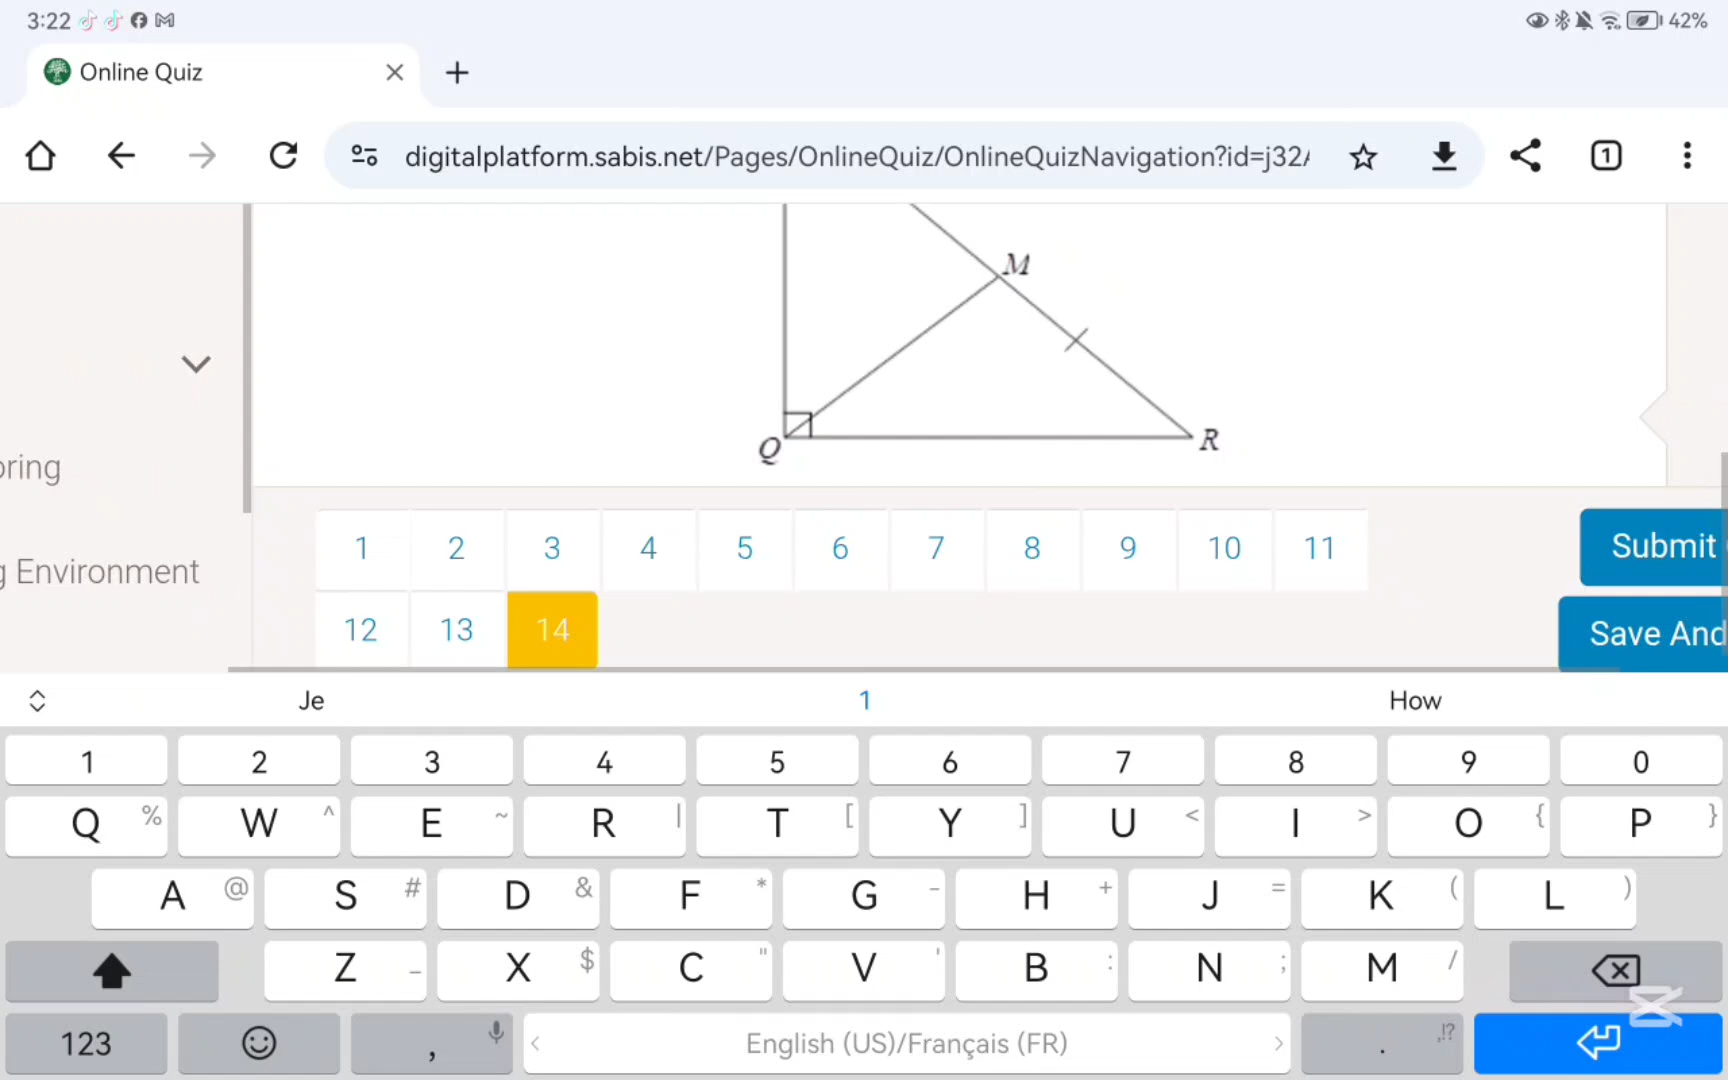 3:22 42%
Online Quiz
digitalplatform.sabis.net/Pages/OnlineQuiz/OnlineQuizNavigation?id=j32/
M
Q R
oring
g Environment
1 2 3 4 5 6 7 8 9 10 11
12 13 14
Submit
Save And
Je 1 How
1 2 3 4 5 6 7 8 9 0
Q % W ^ E ~ R | T [ Y ] U < I > O { P }
A @ S # D & F * G - H + J = K ( L )
Z _ X $ C " V ' B : N ; M /
123 , < English (US)/Français (FR) > . ,!?